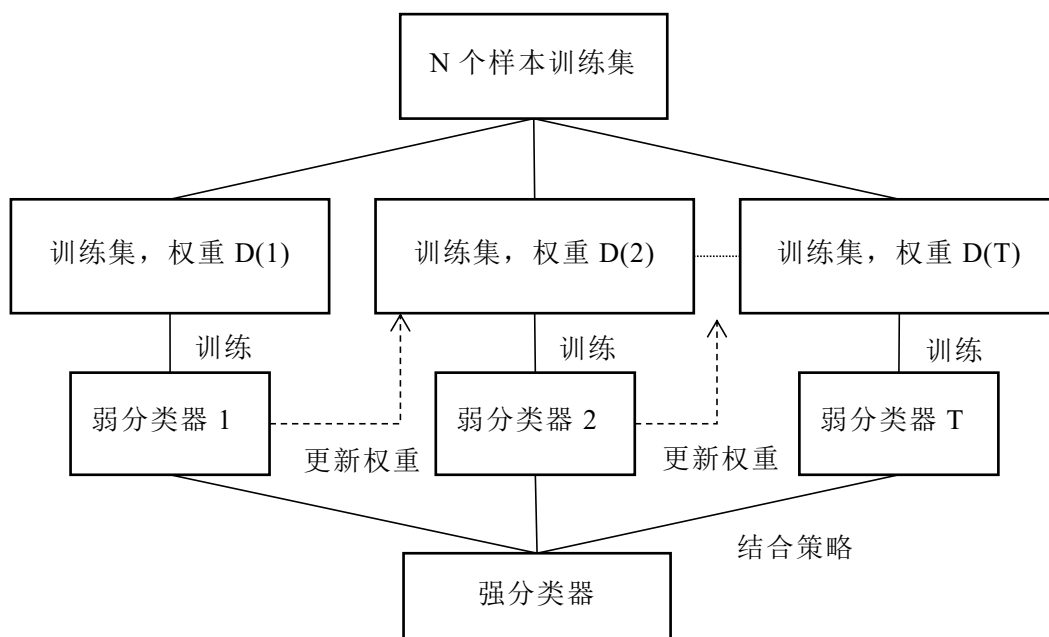 N 个样本训练集
训练集，权重 D(1)
训练集，权重 D(2)
训练集，权重 D(T)
训练
训练
训练
弱分类器 1
弱分类器 2
弱分类器 T
更新权重
更新权重
结合策略
强分类器